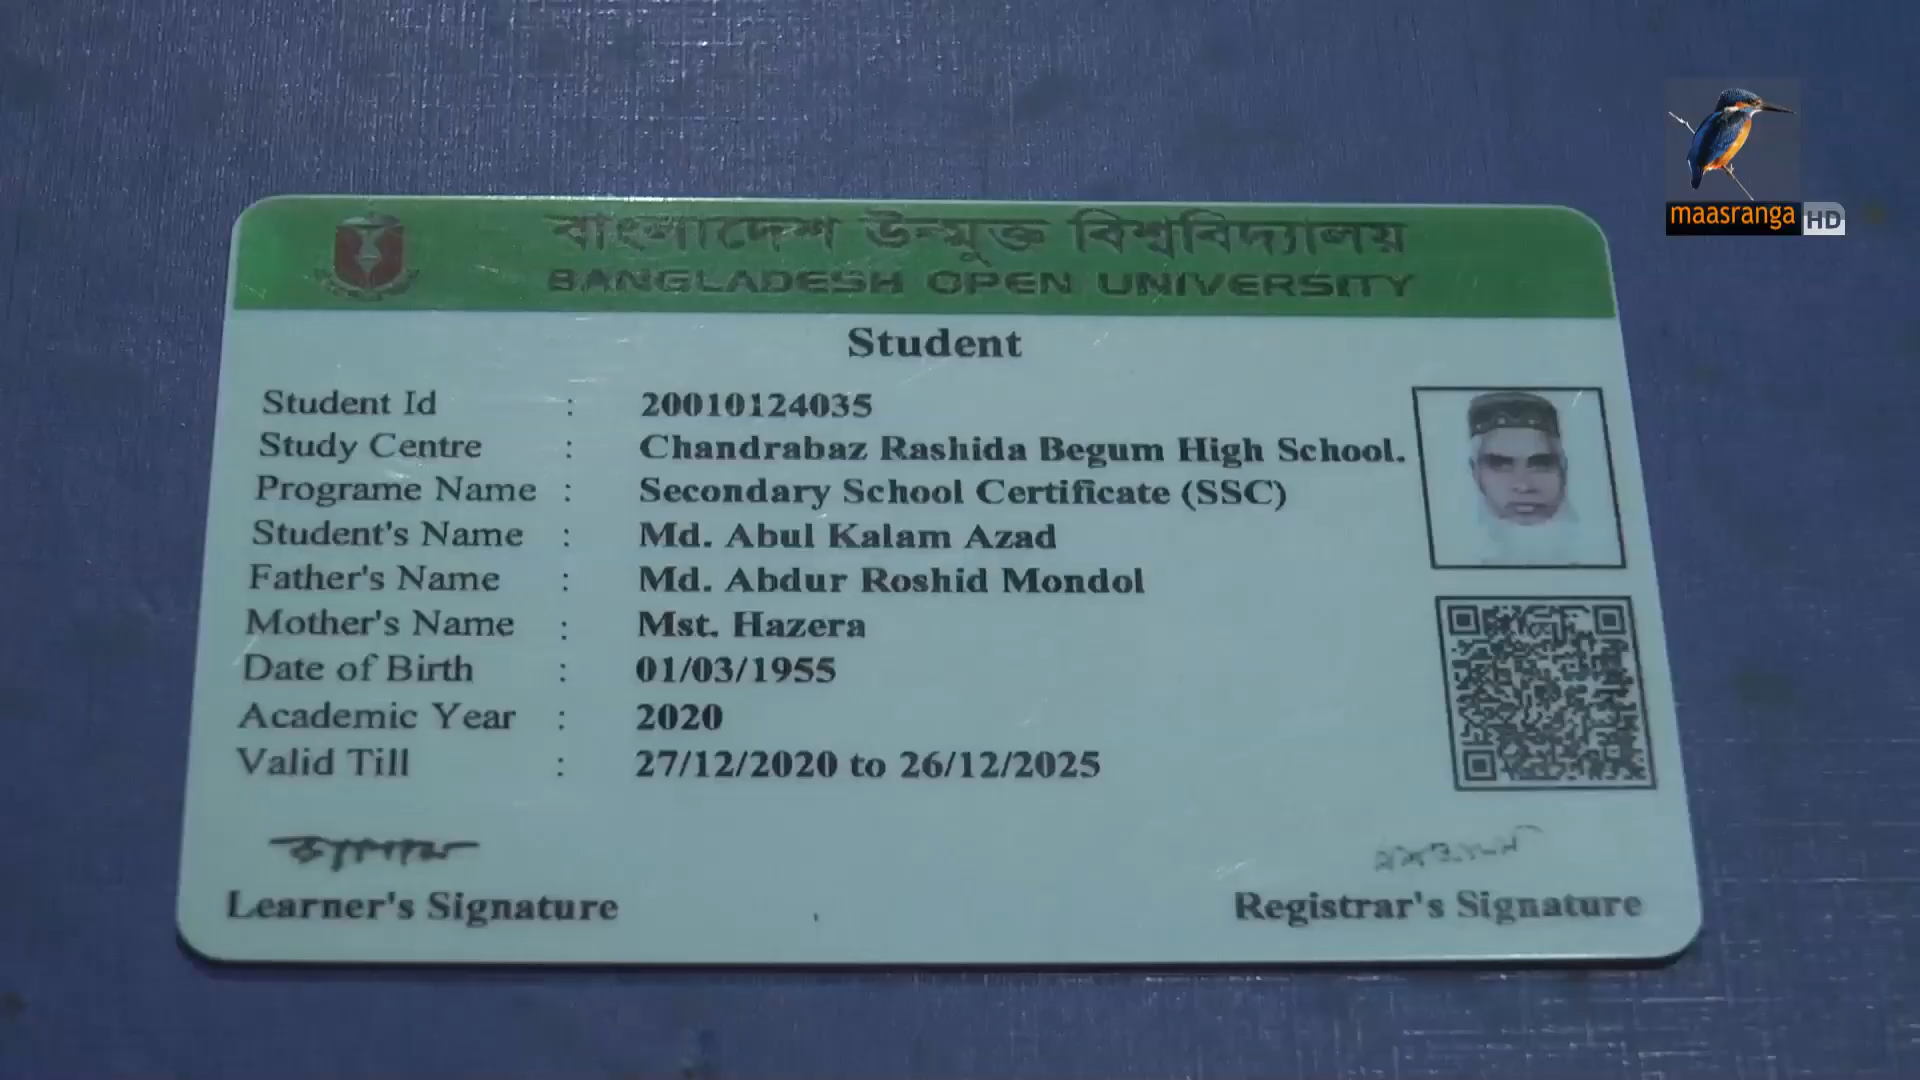 maasranga HD
বাংলাদেশ উন্মুক্ত বিশ্ববিদ্যালয়
BANGLADESH OPEN UNIVERSITY
Student
Student Id : 20010124035
Study Centre : Chandrabaz Rashida Begum High School.
Programe Name : Secondary School Certificate (SSC)
Student's Name : Md. Abul Kalam Azad
Father's Name : Md. Abdur Roshid Mondol
Mother's Name : Mst. Hazera
Date of Birth : 01/03/1955
Academic Year : 2020
Valid Till : 27/12/2020 to 26/12/2025
Learner's Signature
Registrar's Signature